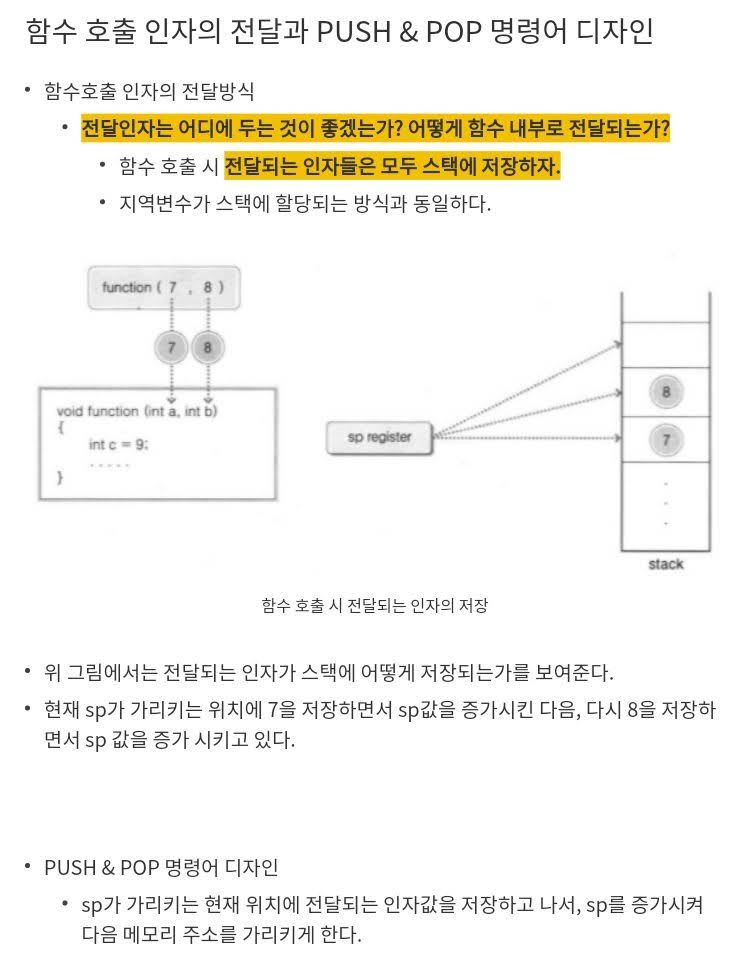 함수 호출 인자의 전달과 PUSH & POP 명령어 디자인
• 함수호출 인자의 전달방식
• 전달인자는 어디에 두는 것이 좋겠는가? 어떻게 함수 내부로 전달되는가?
• 함수 호출 시 전달되는 인자들은 모두 스택에 저장하자.
• 지역변수가 스택에 할당되는 방식과 동일하다.
function ( 7 , 8 )
7 8
void function (int a, int b)
{
int c = 9;
. . . . .
}
sp register
8
7
.
.
.
stack
함수 호출 시 전달되는 인자의 저장
• 위 그림에서는 전달되는 인자가 스택에 어떻게 저장되는가를 보여준다.
• 현재 sp가 가리키는 위치에 7을 저장하면서 sp값을 증가시킨 다음, 다시 8을 저장하
면서 sp 값을 증가 시키고 있다.
• PUSH & POP 명령어 디자인
• sp가 가리키는 현재 위치에 전달되는 인자값을 저장하고 나서, sp를 증가시켜
다음 메모리 주소를 가리키게 한다.